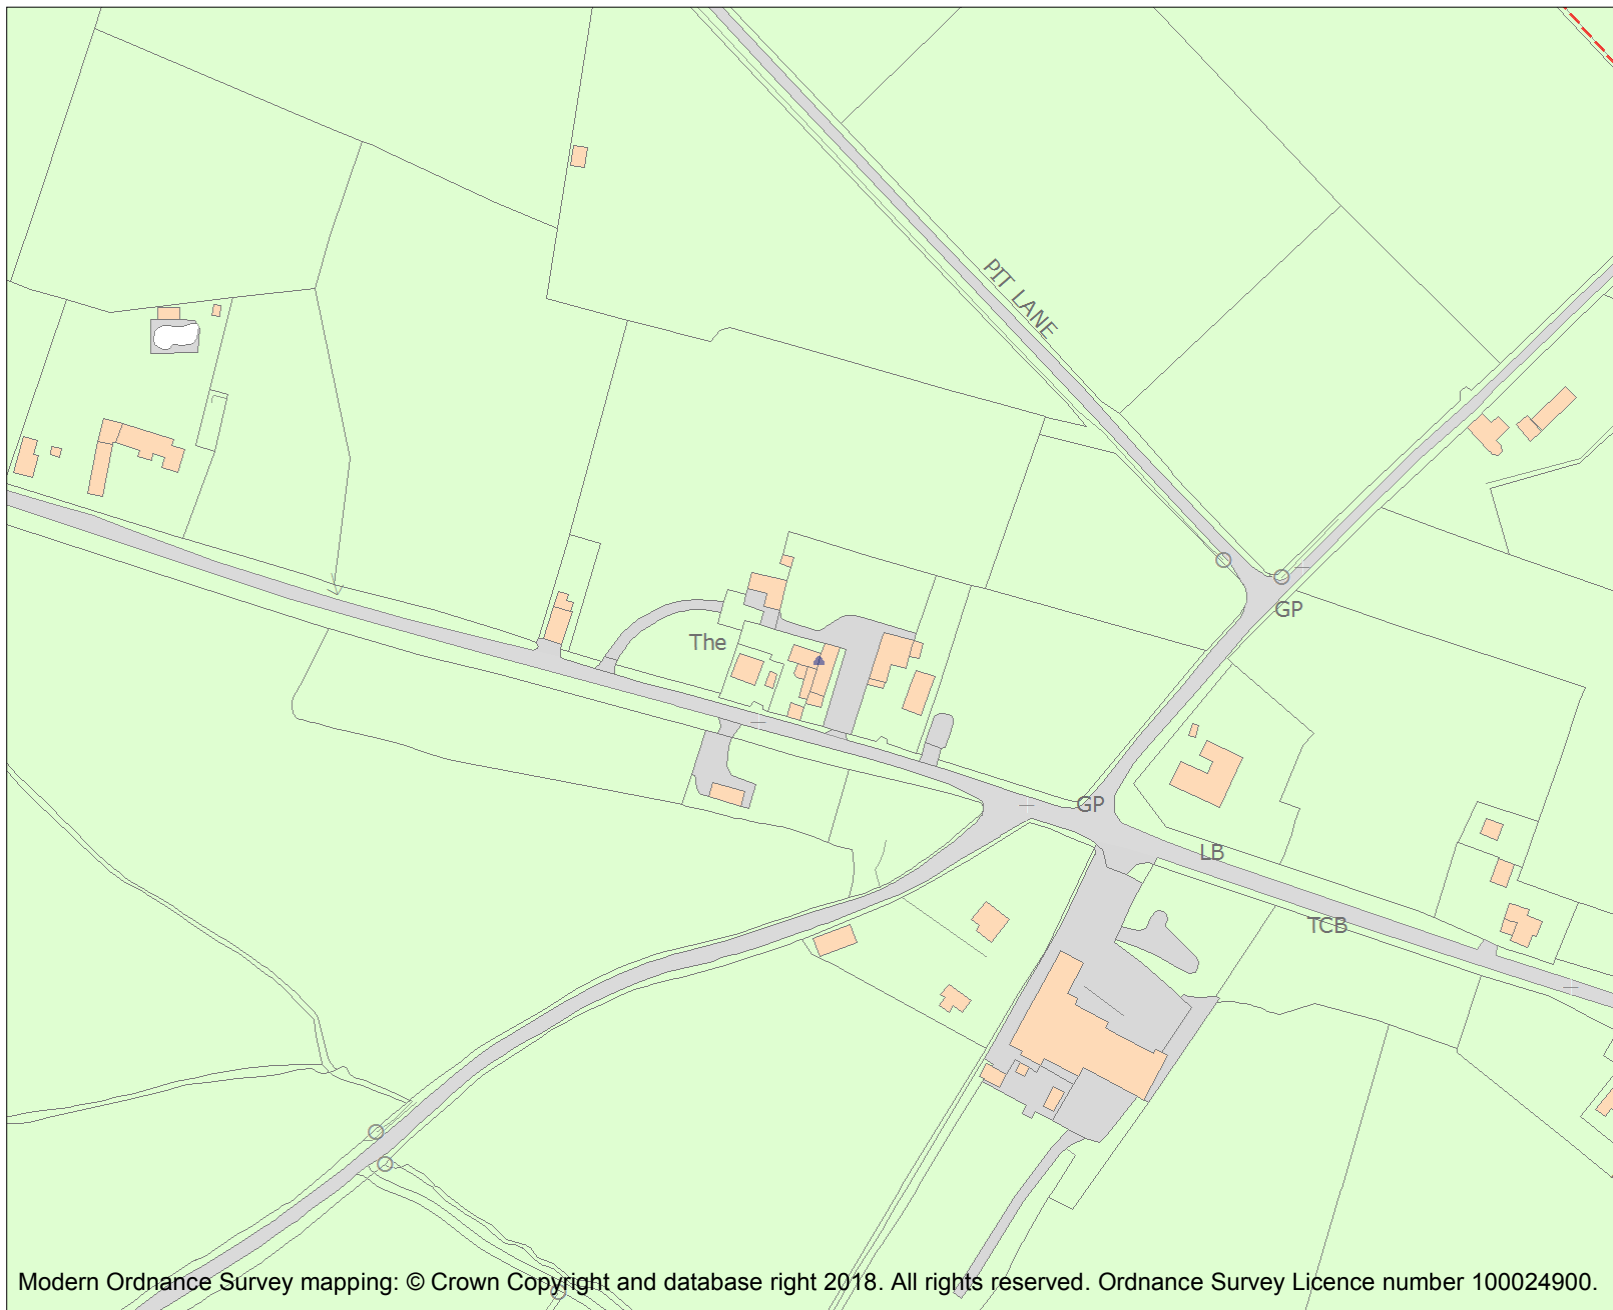 PIT LANE
GP
The
GP
LB
TCB
Modern Ordnance Survey mapping: © Crown Copyright and database right 2018. All rights reserved. Ordnance Survey Licence number 100024900.